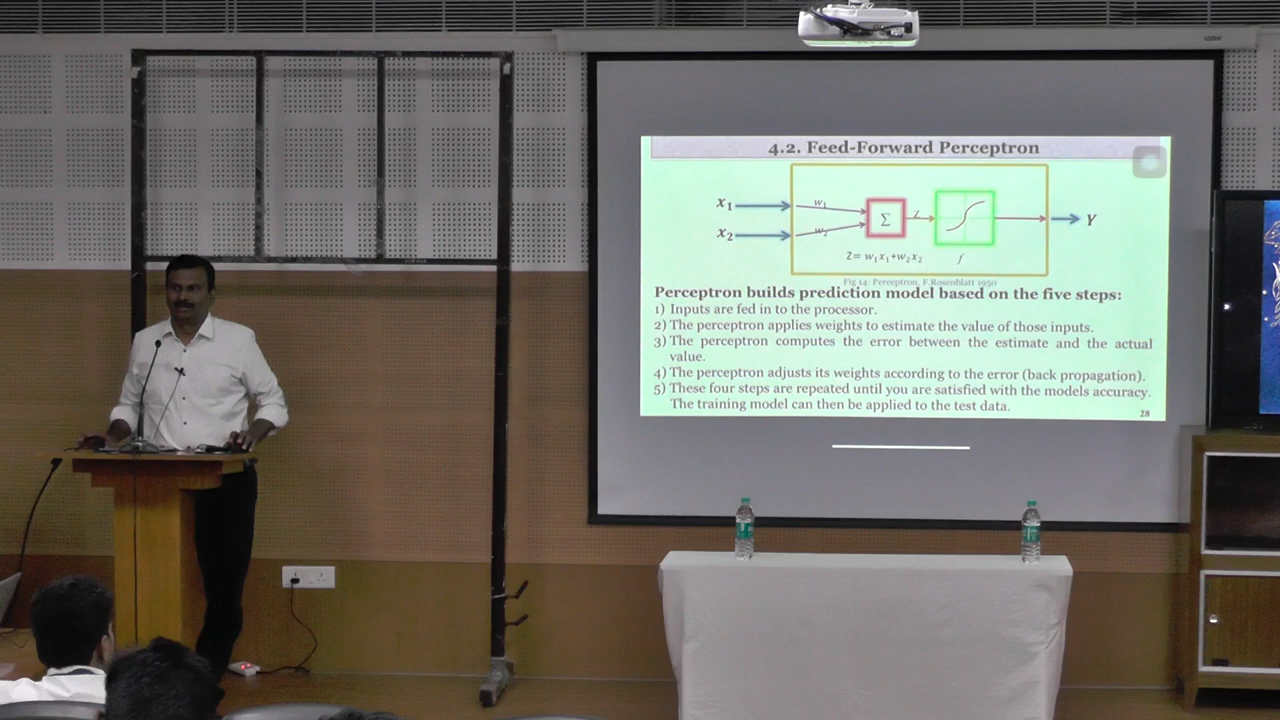 4.2. Feed-Forward Perceptron
x₁
w₁
x₂
w₂
Σ
Z
Y
Z= w₁x₁+w₂x₂
f
Fig 14: Perceptron, F.Rosenblatt 1950
Perceptron builds prediction model based on the five steps:
1) Inputs are fed in to the processor.
2) The perceptron applies weights to estimate the value of those inputs.
3) The perceptron computes the error between the estimate and the actual
value.
4) The perceptron adjusts its weights according to the error (back propagation).
5) These four steps are repeated until you are satisfied with the models accuracy.
The training model can then be applied to the test data.
28